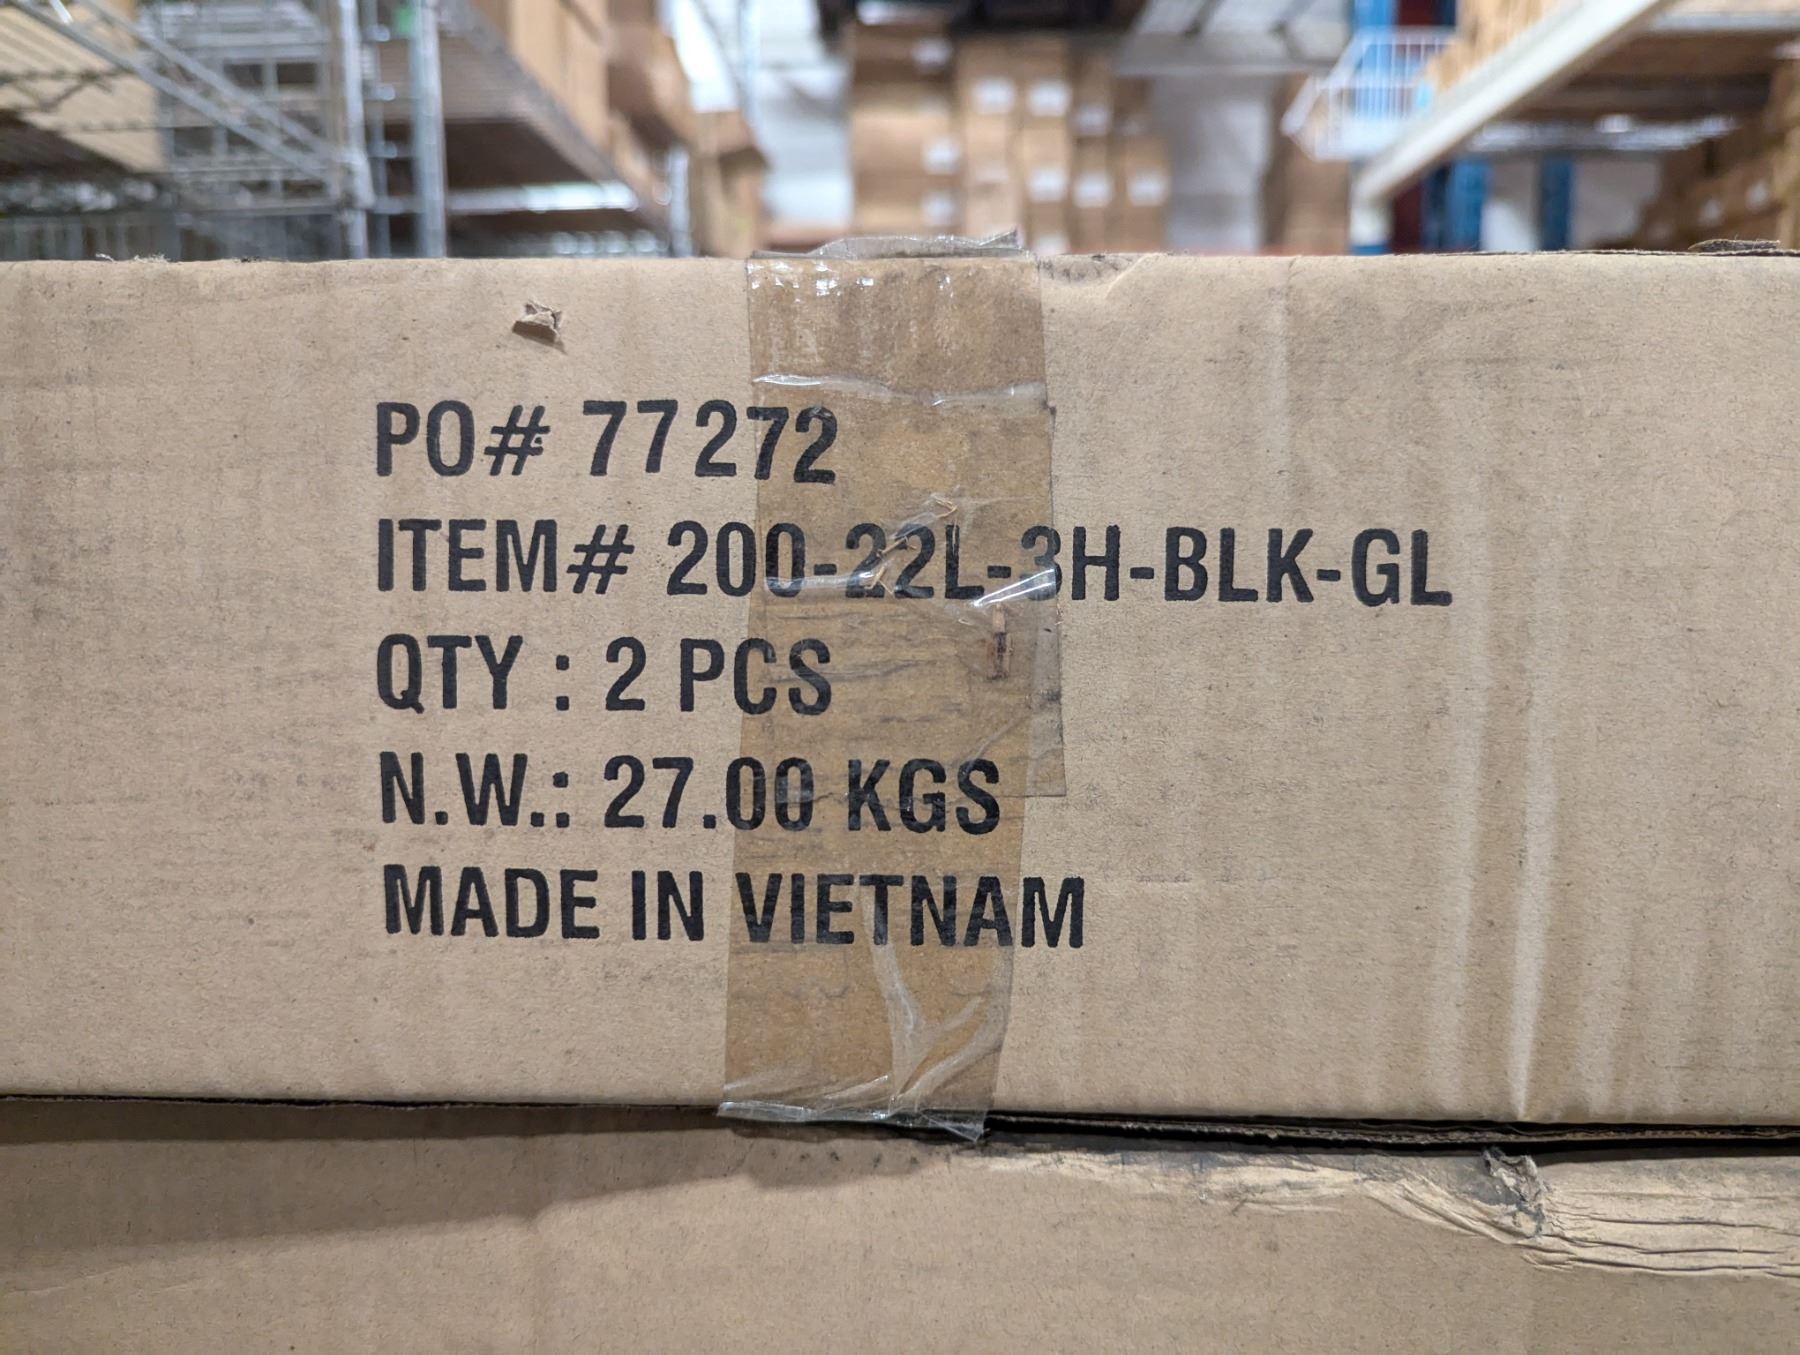 PO# 77272
ITEM# 200-22L-3H-BLK-GL
QTY : 2 PCS
N.W.: 27.00 KGS
MADE IN VIETNAM